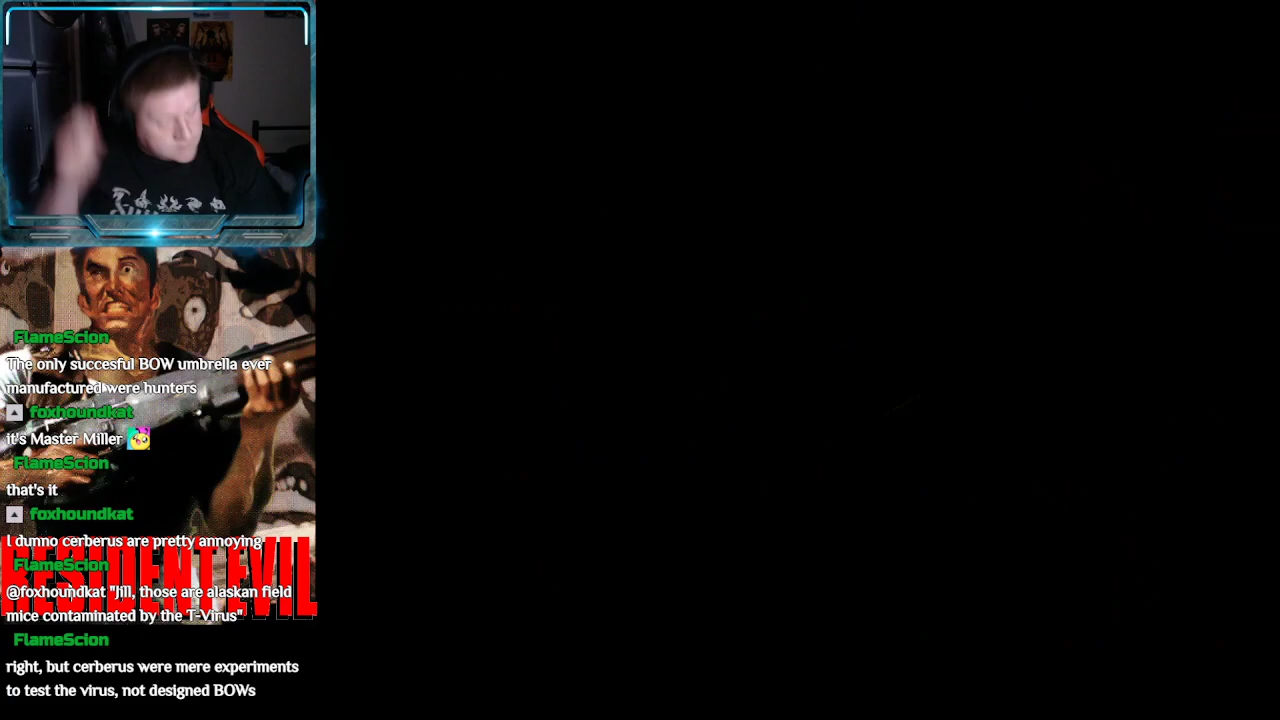 FlameScion
The only succesful BOW umbrella ever
manufactured were hunters
foxhoundkat
it's Master Miller
FlameScion
that's it
foxhoundkat
I dunno cerberus are pretty annoying
RESIDENT EVIL
FlameScion
@foxhoundkat "Jill, those are alaskan field
mice contaminated by the T-Virus"
FlameScion
right, but cerberus were mere experiments
to test the virus, not designed BOWs